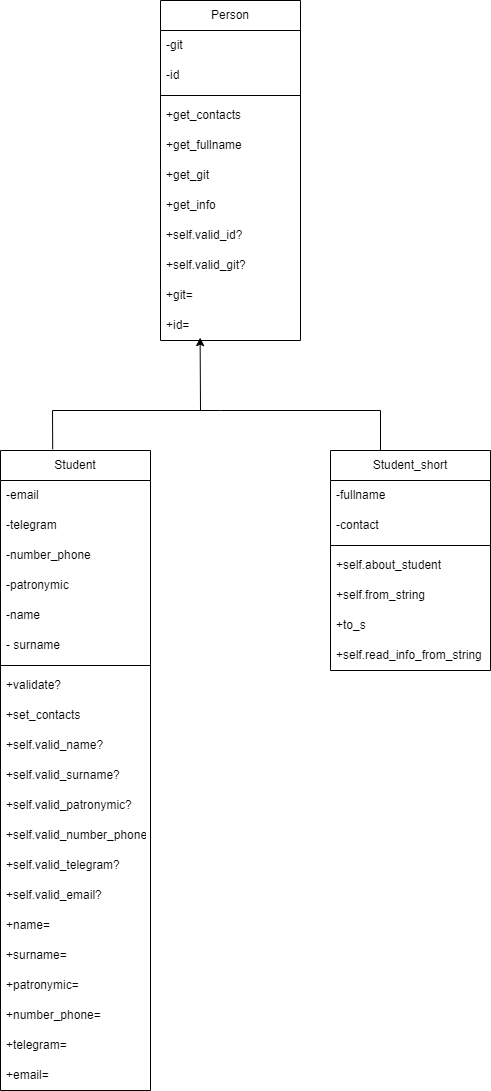 Person
-git
-id
+get_contacts
+get_fullname
+get_git
+get_info
+self.valid_id?
+self.valid_git?
+git=
+id=
Student
-email
-telegram
-number_phone
-patronymic
-name
- surname
+validate?
+set_contacts
+self.valid_name?
+self.valid_surname?
+self.valid_patronymic?
+self.valid_number_phone
+self.valid_telegram?
+self.valid_email?
+name=
+surname=
+patronymic=
+number_phone=
+telegram=
+email=
Student_short
-fullname
-contact
+self.about_student
+self.from_string
+to_s
+self.read_info_from_string